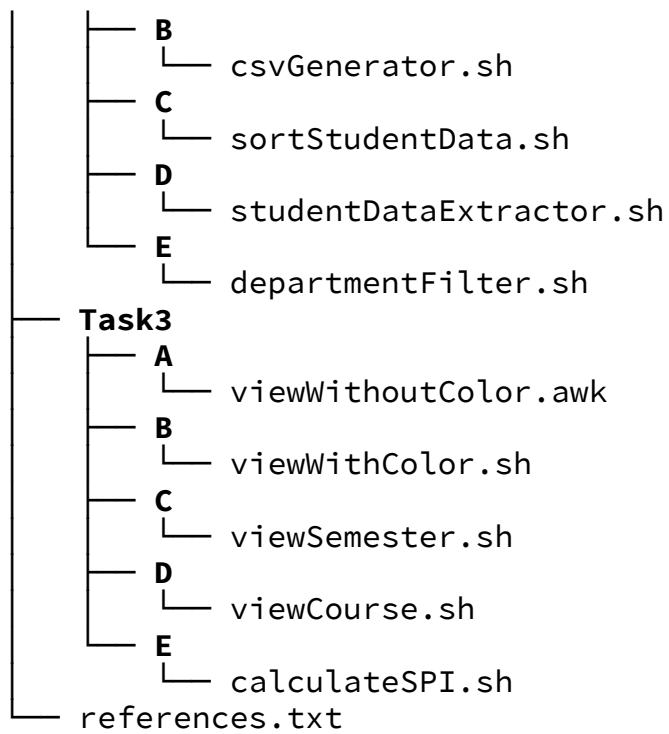 B
csvGenerator.sh
C
sortStudentData.sh
D
studentDataExtractor.sh
E
departmentFilter.sh
Task3
A
viewWithoutColor.awk
B
viewWithColor.sh
C
viewSemester.sh
D
viewCourse.sh
E
calculateSPI.sh
references.txt